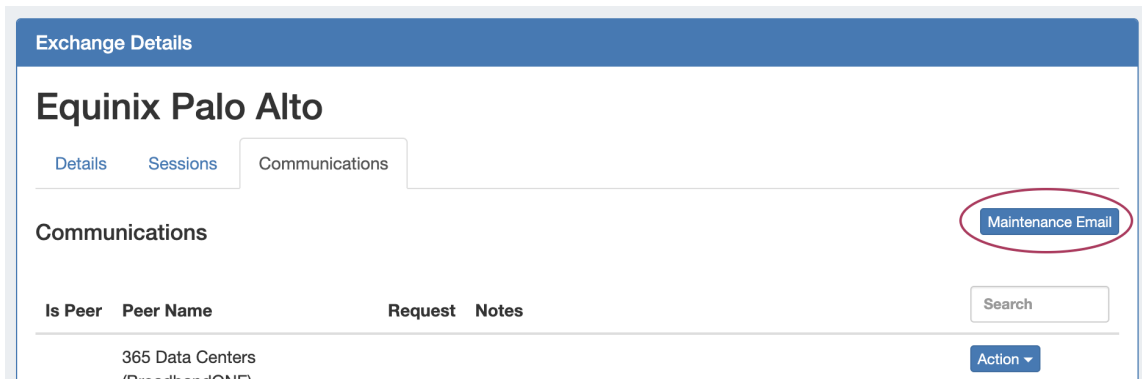 Exchange Details
Equinix Palo Alto
Details Sessions Communications
Communications
Maintenance Email
Is Peer Peer Name Request Notes Search
365 Data Centers Action
(BroadbandONE)